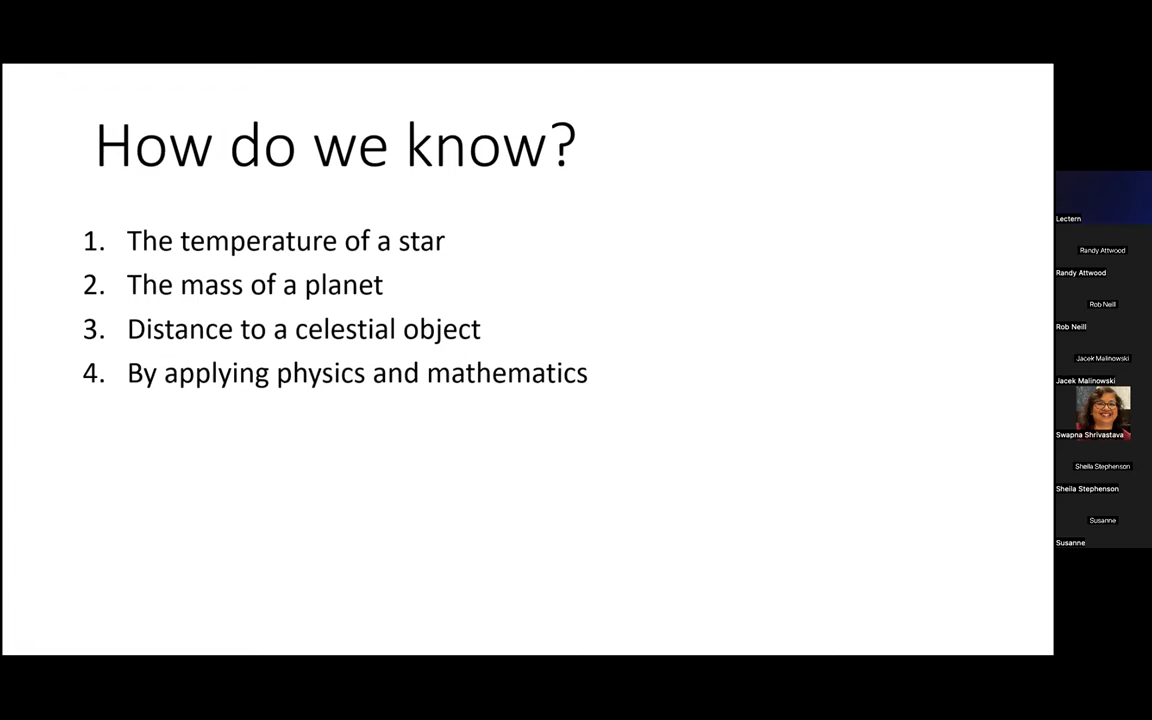 How do we know?
1. The temperature of a star
2. The mass of a planet
3. Distance to a celestial object
4. By applying physics and mathematics
Lectern
Randy Attwood
Randy Attwood
Rob Neill
Rob Neill
Jacek Malinowski
Jacek Malinowski
Swapna Shrivastava
Sheila Stephenson
Sheila Stephenson
Susanne
Susanne